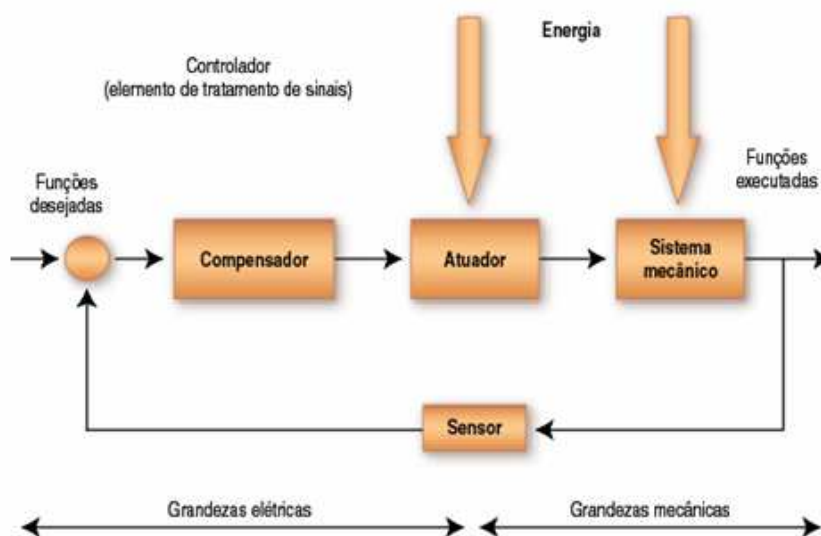 Energia
Controlador
(elemento de tratamento de sinais)
Funções
desejadas
Funções
executadas
Compensador
Atuador
Sistema
mecânico
Sensor
Grandezas elétricas
Grandezas mecânicas